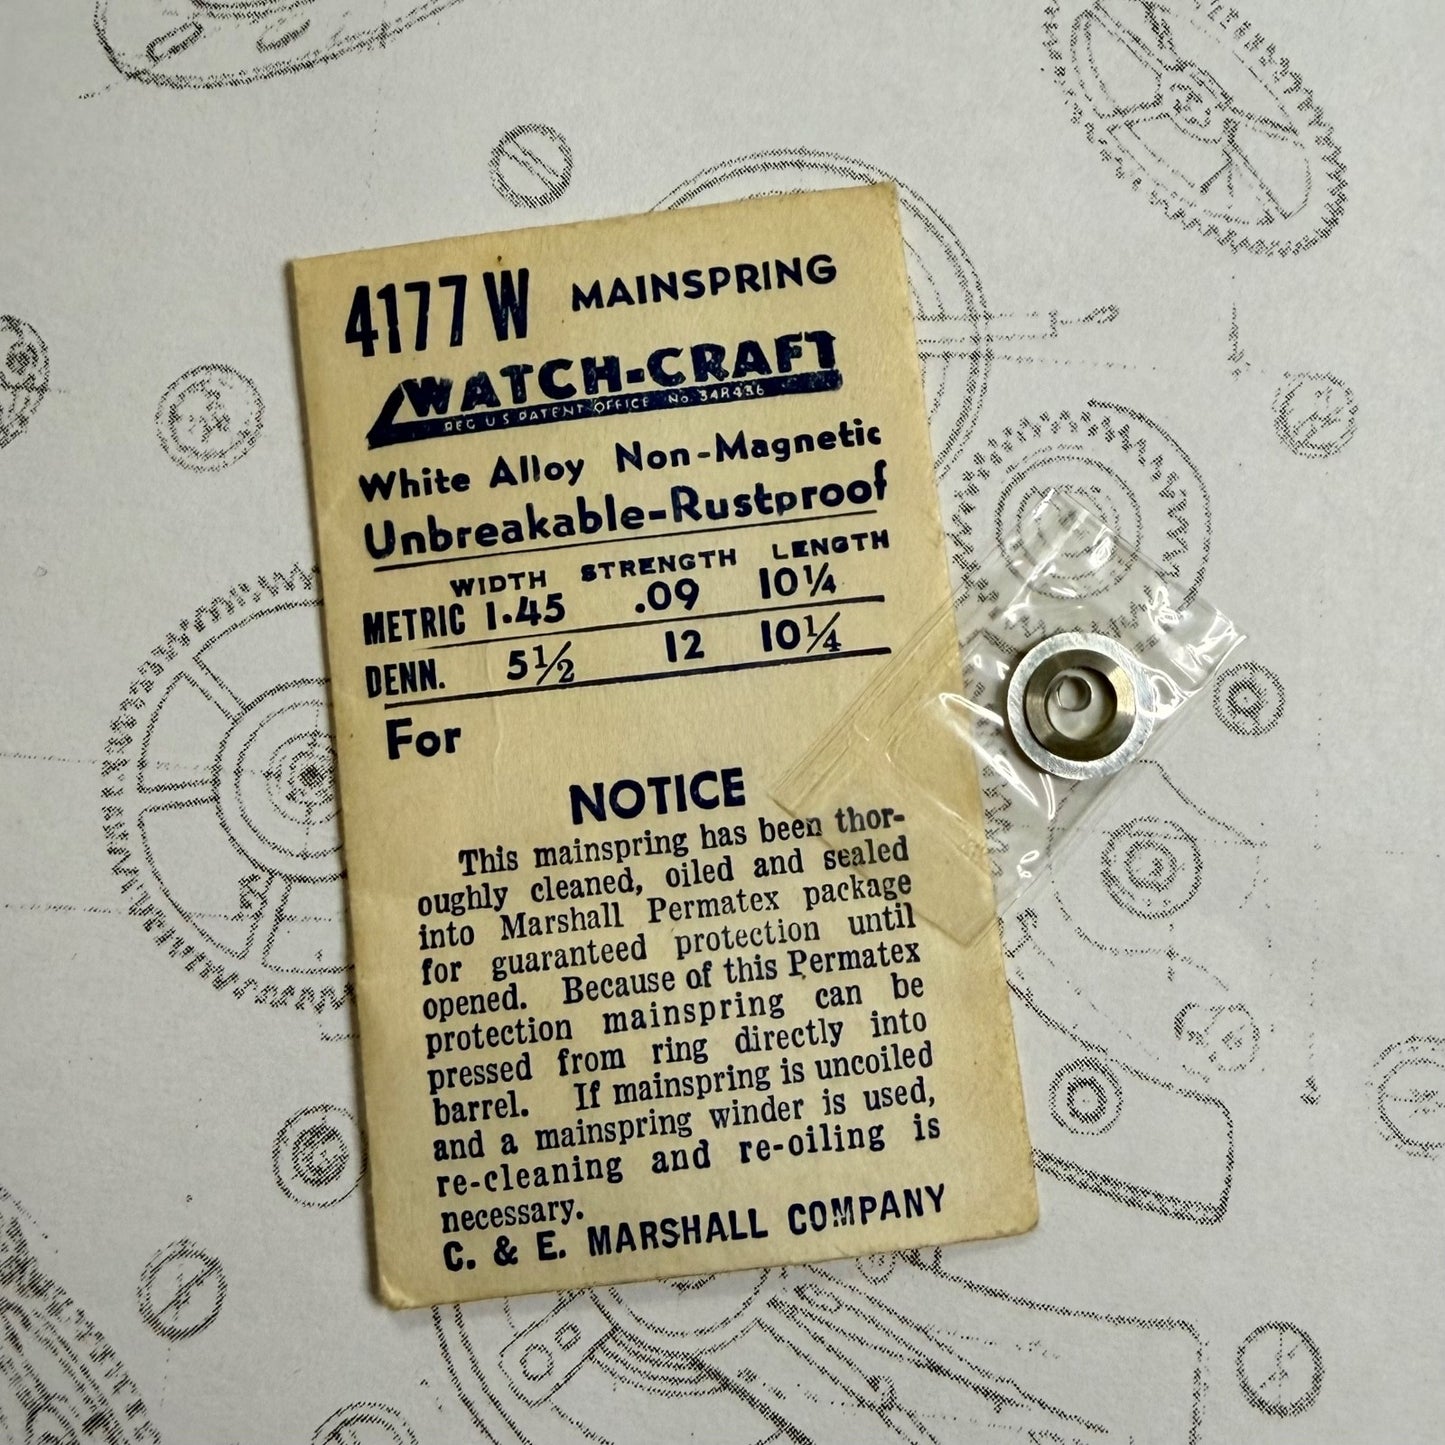 4177 W MAINSPRING
WATCH-CRAFT
REG U S PATENT OFFICE No.
White Alloy Non-Magnetic
Unbreakable-Rustproof
WIDTH STRENGTH LENGTH
METRIC 1.45 .09 10¼
DENN. 5½ 12 10¼
For
NOTICE
This mainspring has been thor-
oughly cleaned, oiled and sealed
into Marshall Permatex package
for guaranteed protection until
opened. Because of this Permatex
protection mainspring can be
pressed from ring directly into
barrel. If mainspring is uncoiled
and a mainspring winder is used,
re-cleaning and re-oiling is
necessary.
C. & E. MARSHALL COMPANY